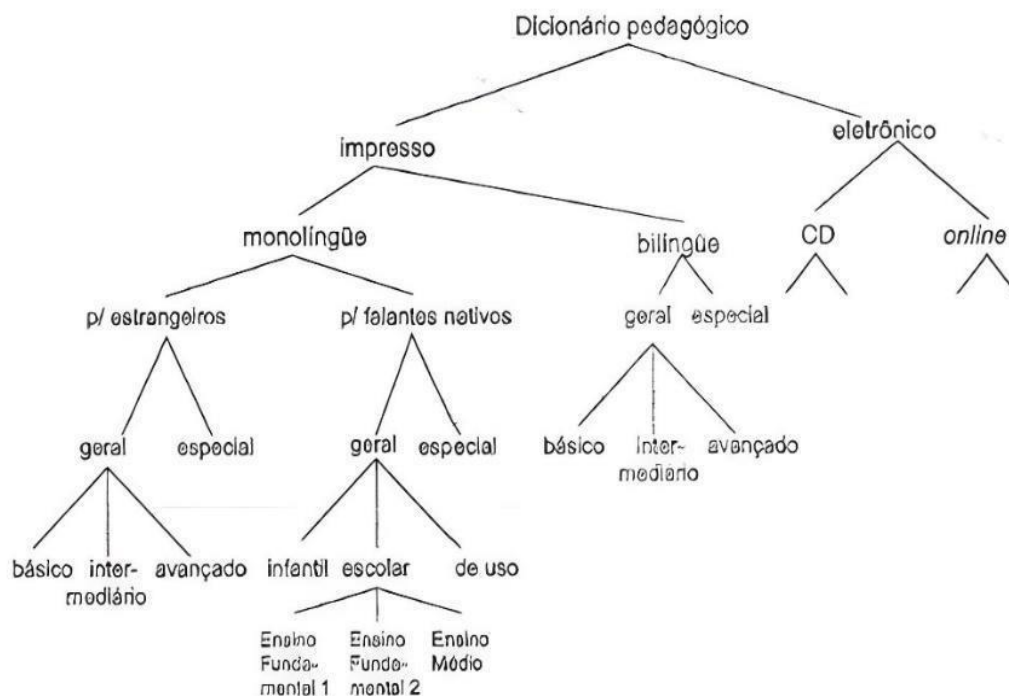 Dicionário pedagógico
impresso
eletrônico
monolíngüe
bilíngüe
CD
online
p/ estrangeiros
p/ falantes nativos
geral
especial
geral
especial
geral
especial
básico
inter-
mediário
avançado
básico
inter-
mediário
avançado
infantil
escolar
de uso
Ensino
Funda-
mental 1
Ensino
Funda-
mental 2
Ensino
Médio